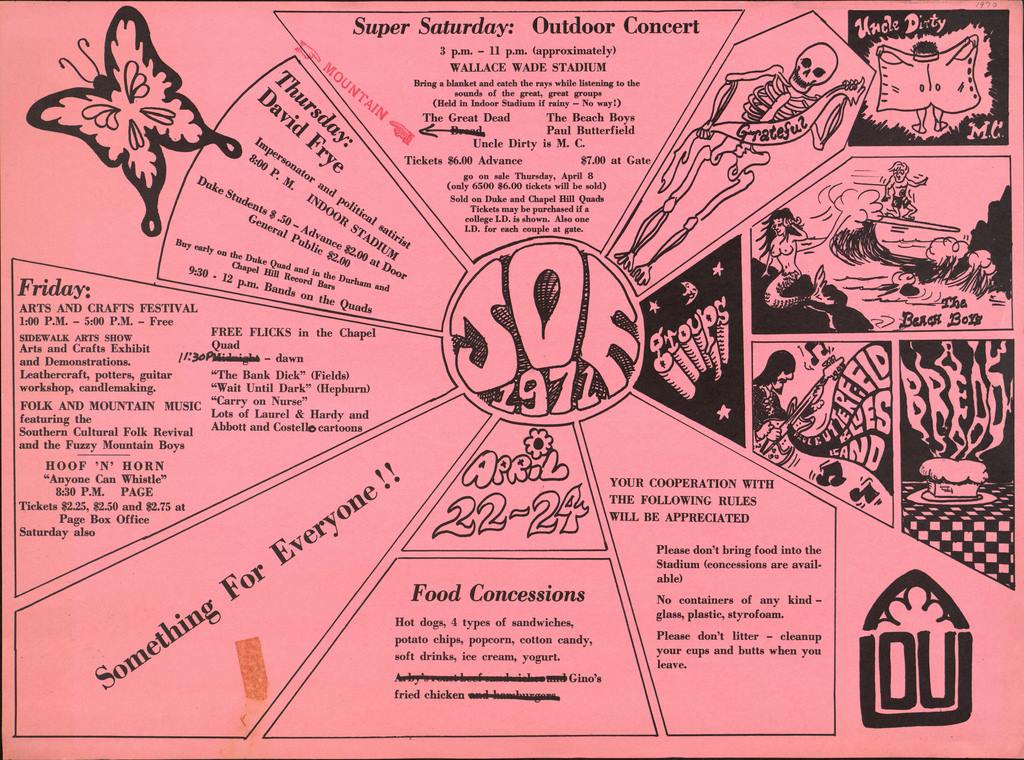 1970
Super Saturday: Outdoor Concert
3 p.m. – 11 p.m. (approximately)
WALLACE WADE STADIUM
Bring a blanket and catch the rays while listening to the
sounds of the great, great groups
(Held in Indoor Stadium if rainy – No way!)
The Great Dead
The Beach Boys
Bread
Paul Butterfield
Uncle Dirty is M. C.
Tickets $6.00 Advance
$7.00 at Gate
go on sale Thursday, April 8
(only 6500 $6.00 tickets will be sold)
Sold on Duke and Chapel Hill Quads
Tickets may be purchased if a
college I.D. is shown. Also one
I.D. for each couple at gate.
MOUNTAIN
Thursday:
David Frye
Impersonator and political satirist
8:00 P. M. INDOOR STADIUM
Duke Students $ .50 – Advance $2.00 at Door
General Public $2.00
Buy early on the Duke Quad and in the Durham and
Chapel Hill Record Bars
9:30 - 12 p.m. Bands on the Quads
Friday:
ARTS AND CRAFTS FESTIVAL
1:00 P.M. – 5:00 P.M. – Free
SIDEWALK ARTS SHOW
Arts and Crafts Exhibit
and Demonstrations.
Leathercraft, potters, guitar
workshop, candlemaking.
FOLK AND MOUNTAIN MUSIC
featuring the
Southern Cultural Folk Revival
and the Fuzzy Mountain Boys
HOOF 'N' HORN
"Anyone Can Whistle"
8:30 P.M. PAGE
Tickets $2.25, $2.50 and $2.75 at
Page Box Office
Saturday also
FREE FLICKS in the Chapel
Quad
11:30PM Midnight – dawn
"The Bank Dick" (Fields)
"Wait Until Dark" (Hepburn)
"Carry on Nurse"
Lots of Laurel & Hardy and
Abbott and Costello cartoons
Something For Everyone !!
JOE
1971
APRIL
22-24
Food Concessions
Hot dogs, 4 types of sandwiches,
potato chips, popcorn, cotton candy,
soft drinks, ice cream, yogurt.
Arby's roast beef sandwiches and Gino's
fried chicken and hamburgers.
YOUR COOPERATION WITH
THE FOLLOWING RULES
WILL BE APPRECIATED
Please don't bring food into the
Stadium (concessions are avail-
able)
No containers of any kind –
glass, plastic, styrofoam.
Please don't litter – cleanup
your cups and butts when you
leave.
Grateful
Uncle Dirty
M.C.
The
Beach Boys
Groups
BUTTERFIELD
BLUES
BAND
BREAD
DU